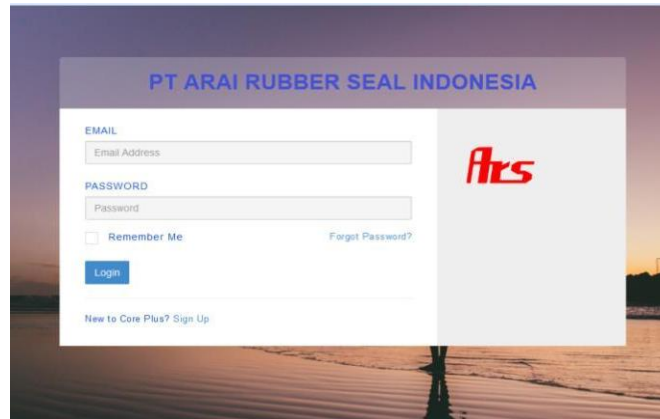 PT ARAI RUBBER SEAL INDONESIA
EMAIL
Email Address
PASSWORD
Password
Remember Me Forgot Password?
Login
New to Core Plus? Sign Up
Ars